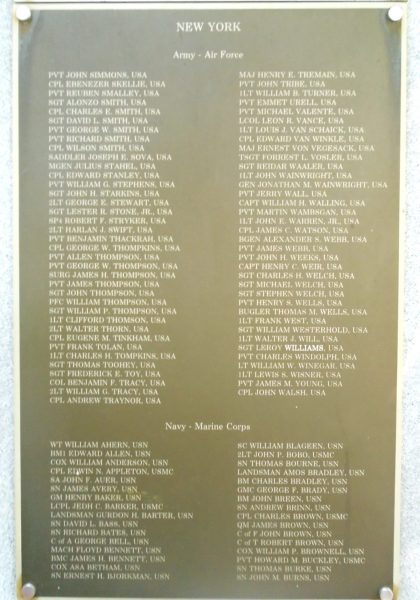 NEW YORK
Army - Air Force
PVT JOHN SIMMONS, USA
CPL EBENEZER SKELLIE, USA
PVT REUBEN SMALLEY, USA
SGT ALONZO SMITH, USA
CPL CHARLES E. SMITH, USA
SGT DAVID L. SMITH, USA
PVT GEORGE W. SMITH, USA
PVT RICHARD SMITH, USA
CPL WILSON SMITH, USA
SADDLER JOSEPH E. SOVA, USA
MGEN JULIUS STAHEL, USA
CPL EDWARD STANLEY, USA
PVT WILLIAM G. STEPHENS, USA
SGT JOHN H. STARKINS, USA
2LT GEORGE E. STEWART, USA
SGT LESTER R. STONE, JR., USA
SP4 ROBERT F. STRYKER, USA
2LT HARLAN J. SWIFT, USA
PVT BENJAMIN THACKRAH, USA
CPL GEORGE W. THOMPKINS, USA
PVT ALLEN THOMPSON, USA
PVT GEORGE W. THOMPSON, USA
SURG JAMES H. THOMPSON, USA
PVT JAMES THOMPSON, USA
SGT JOHN THOMPSON, USA
PFC WILLIAM THOMPSON, USA
SGT WILLIAM P. THOMPSON, USA
1LT CLIFFORD THOMSON, USA
2LT WALTER THORN, USA
CPL EUGENE M. TINKHAM, USA
PVT FRANK TOLAN, USA
1LT CHARLES H. TOMPKINS, USA
SGT THOMAS TOOHEY, USA
SGT FREDERICK E. TOY, USA
COL BENJAMIN F. TRACY, USA
2LT WILLIAM G. TRACY, USA
CPL ANDREW TRAYNOR, USA
MAJ HENRY E. TREMAIN, USA
PVT JOHN TRIBE, USA
1LT WILLIAM B. TURNER, USA
PVT EMMET URELL, USA
PVT MICHAEL VALENTE, USA
LCOL LEON R. VANCE, USA
1LT LOUIS J. VAN SCHAICK, USA
CPL EDWARD VAN WINKLE, USA
MAJ ERNEST VON VEGESACK, USA
TSGT FORREST L. VOSLER, USA
SGT REIDAR WAALER, USA
1LT JOHN WAINWRIGHT, USA
GEN JONATHAN M. WAINWRIGHT, USA
PVT JERRY WALL, USA
CAPT WILLIAM H. WALLING, USA
PVT MARTIN WAMBSGAN, USA
1LT JOHN E. WARREN, JR., USA
CPL JAMES C. WATSON, USA
BGEN ALEXANDER S. WEBB, USA
PVT JAMES WEBB, USA
PVT JOHN H. WEEKS, USA
CAPT HENRY C. WEIR, USA
SGT CHARLES H. WELCH, USA
SGT MICHAEL WELCH, USA
SGT STEPHEN WELCH, USA
PVT HENRY S. WELLS, USA
BUGLER THOMAS M. WELLS, USA
1LT FRANK WEST, USA
SGT WILLIAM WESTERHOLD, USA
1LT WALTER J. WILL, USA
SGT LEROY WILLIAMS, USA
PVT CHARLES WINDOLPH, USA
LT WILLIAM W. WINEGAR, USA
1LT LEWIS S. WISNER, USA
PVT JAMES M. YOUNG, USA
CPL JOHN WALSH, USA
Navy - Marine Corps
WT WILLIAM AHERN, USN
BM1 EDWARD ALLEN, USN
COX WILLIAM ANDERSON, USN
CPL EDWIN N. APPLETON, USMC
SA JOHN F. AUER, USN
SN JAMES AVERY, USN
GM HENRY BAKER, USN
LCPL JEDH C. BARKER, USMC
LANDSMAN GURDON H. BARTER, USN
SN DAVID L. BASS, USN
SN RICHARD BATES, USN
C of A GEORGE BELL, USN
MACH FLOYD BENNETT, USN
BMC JAMES H. BENNETT, USN
COX ASA BETHAM, USN
SN ERNEST H. BJORKMAN, USN
SC WILLIAM BLAGEEN, USN
2LT JOHN P. BOBO, USMC
SN THOMAS BOURNE, USN
LANDSMAN AMOS BRADLEY, USN
BM CHARLES BRADLEY, USN
GMC GEORGE F. BRADY, USN
BM JOHN BREEN, USN
SN ANDREW BRINN, USN
CPL CHARLES BROWN, USMC
QM JAMES BROWN, USN
C of F JOHN BROWN, USN
C of T ROBERT BROWN, USN
COX WILLIAM P. BROWNELL, USN
PVT HOWARD M. BUCKLEY, USMC
SN THOMAS BURKE, USN
SN JOHN M. BURNS, USN